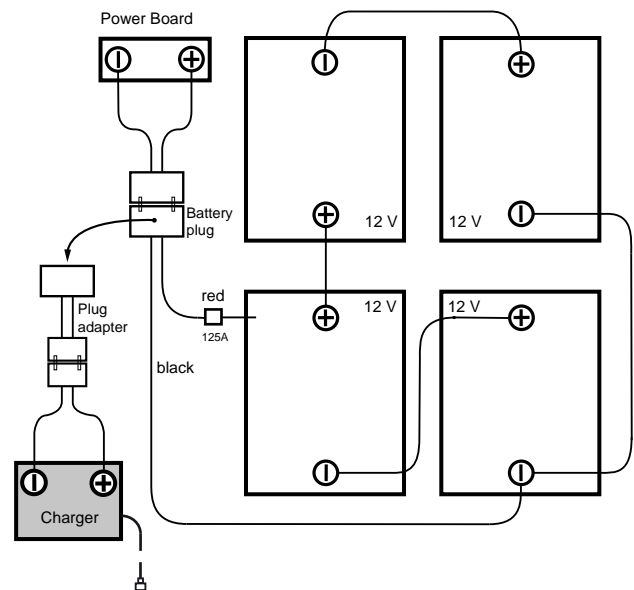 Power Board
12 V
12 V
Battery
plug
Plug
adapter
red
125A
12 V
12 V
black
Charger